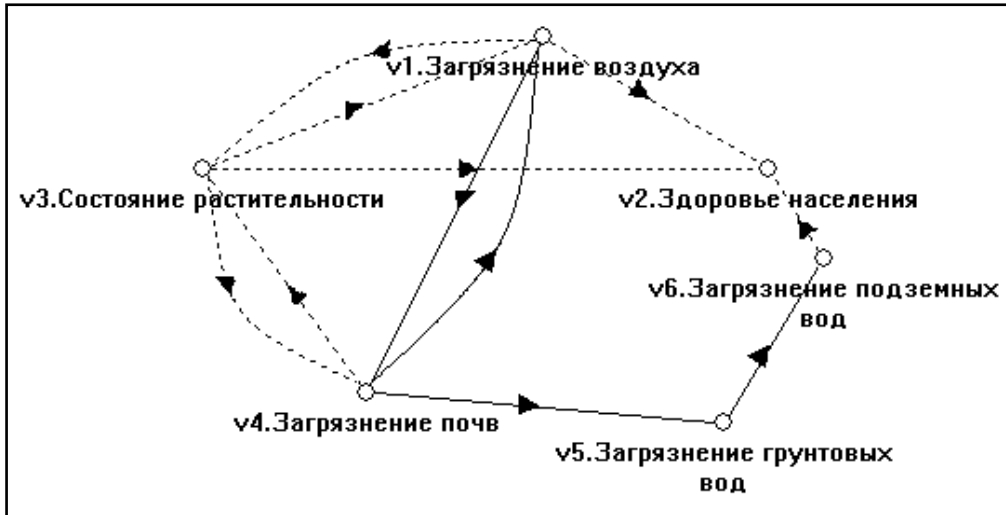 v1.Загрязнение воздуха
v3.Состояние растительности
v2.Здоровье населения
v6.Загрязнение подземных
вод
v4.Загрязнение почв
v5.Загрязнение грунтовых
вод